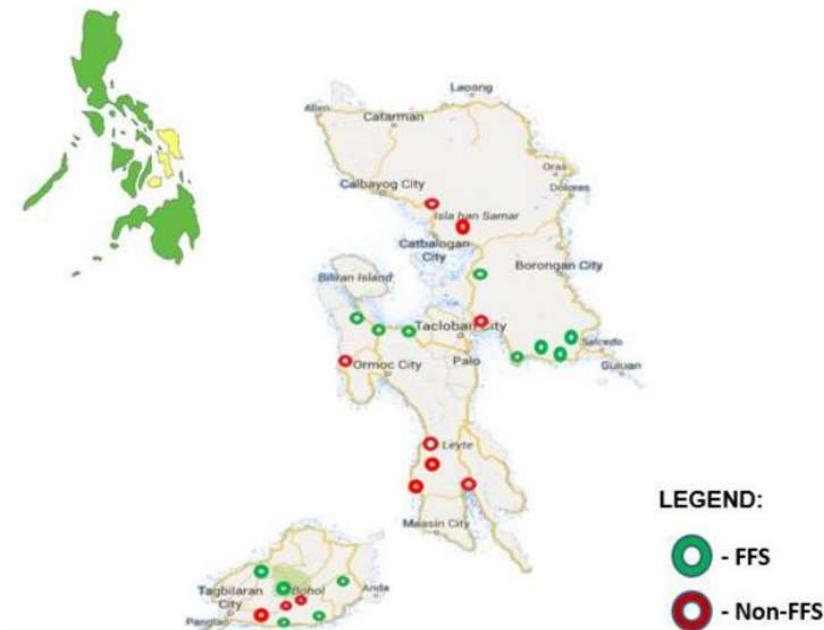 Laoang
Allen
Catarman
Oras
Dolores
Calbayog City
Isla han Samar
Catbalogan
City
Borongan City
Biliran Island
Tacloban City
Salcedo
Guiuan
Palo
Ormoc City
Leyte
Maasin City
LEGEND:
- FFS
- Non-FFS
Tagbilaran
City
Bohol
Anda
Panglao